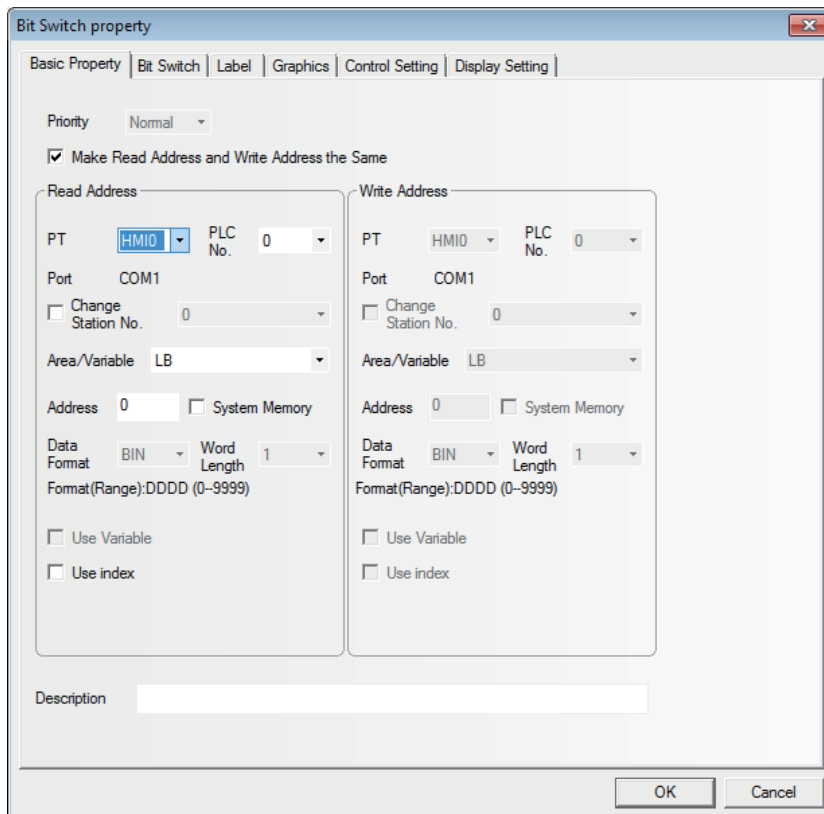 Bit Switch property
Basic Property Bit Switch Label Graphics Control Setting Display Setting
Priority Normal
Make Read Address and Write Address the Same
Read Address
PT HMI0 PLC No. 0
Port COM1
Change Station No. 0
Area/Variable LB
Address 0 System Memory
Data Format BIN Word Length 1
Format(Range):DDDD (0--9999)
Use Variable
Use index
Write Address
PT HMI0 PLC No. 0
Port COM1
Change Station No. 0
Area/Variable LB
Address 0 System Memory
Data Format BIN Word Length 1
Format(Range):DDDD (0--9999)
Use Variable
Use index
Description
OK Cancel